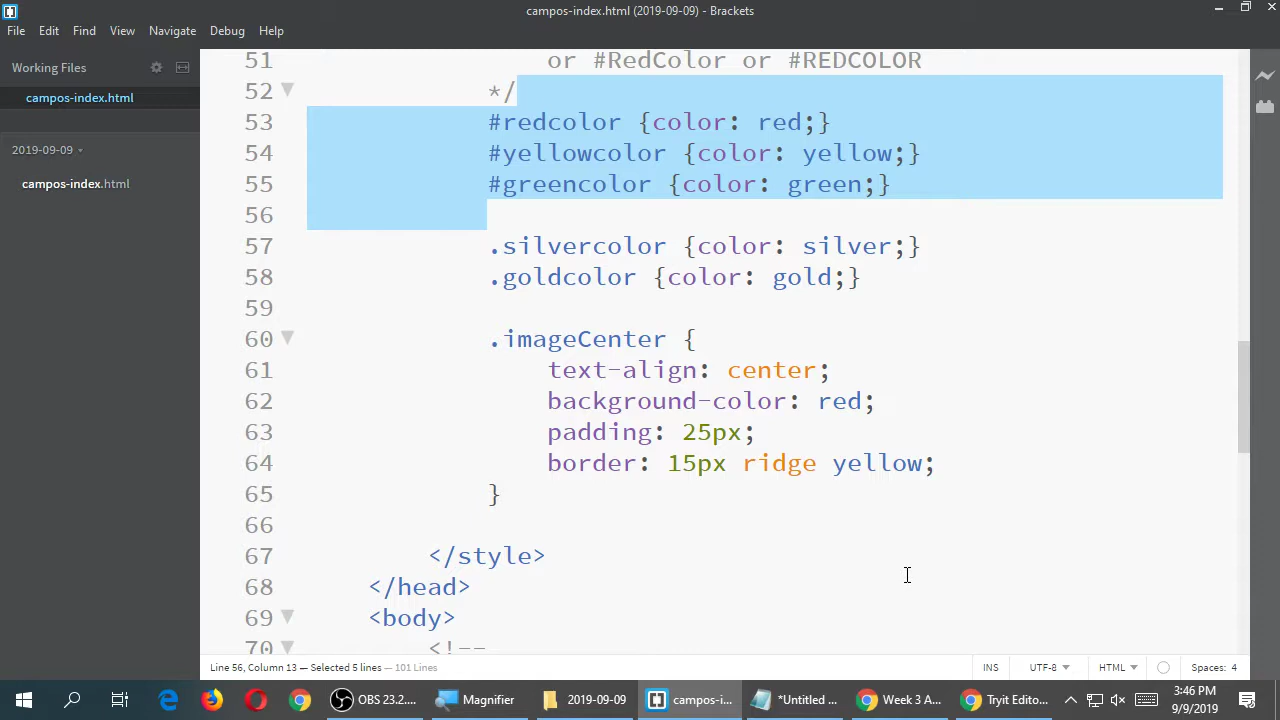 campos-index.html (2019-09-09) - Brackets
File Edit Find View Navigate Debug Help
Working Files
campos-index.html
2019-09-09
campos-index.html
51 or #RedColor or #REDCOLOR
52 */
53 #redcolor {color: red;}
54 #yellowcolor {color: yellow;}
55 #greencolor {color: green;}
56
57 .silvercolor {color: silver;}
58 .goldcolor {color: gold;}
59
60 .imageCenter {
61 text-align: center;
62 background-color: red;
63 padding: 25px;
64 border: 15px ridge yellow;
65 }
66
67 </style>
68 </head>
69 <body>
70 <!--
Line 56, Column 13 — Selected 5 lines — 101 Lines
INS UTF-8 HTML Spaces: 4
OBS 23.2.... Magnifier 2019-09-09 campos-i... *Untitled ... Week 3 A... Tryit Edito...
3:46 PM
9/9/2019